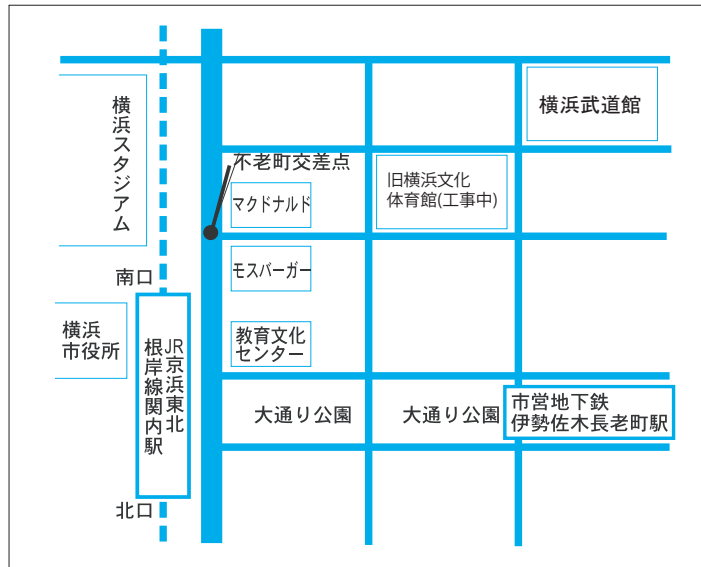 横浜武道館
横浜スタジアム
不老町交差点
旧横浜文化
体育館(工事中)
マクドナルド
モスバーガー
南口
横浜
市役所
JR京浜東北
根岸線関内駅
教育文化
センター
大通り公園
大通り公園
市営地下鉄
伊勢佐木長老町駅
北口